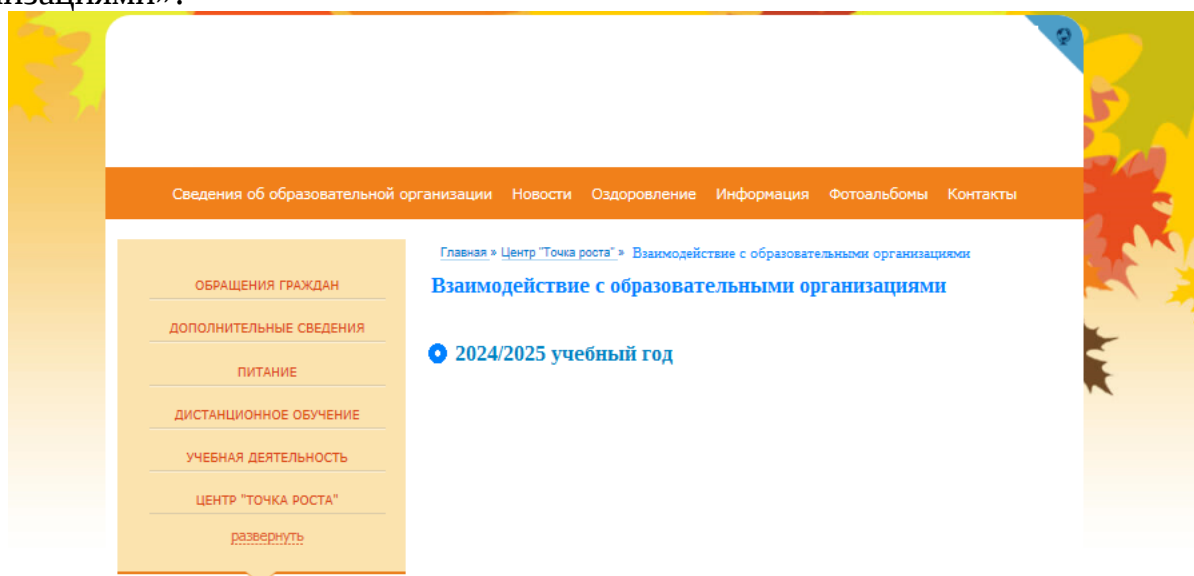 Сведения об образовательной организации Новости Оздоровление Информация Фотоальбомы Контакты
ОБРАЩЕНИЯ ГРАЖДАН
ДОПОЛНИТЕЛЬНЫЕ СВЕДЕНИЯ
ПИТАНИЕ
ДИСТАНЦИОННОЕ ОБУЧЕНИЕ
УЧЕБНАЯ ДЕЯТЕЛЬНОСТЬ
ЦЕНТР "ТОЧКА РОСТА"
развернуть
Главная » Центр "Точка роста" » Взаимодействие с образовательными организациями
Взаимодействие с образовательными организациями
2024/2025 учебный год